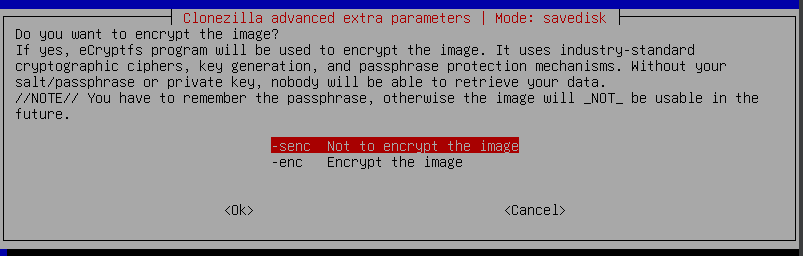 Clonezilla advanced extra parameters | Mode: savedisk
Do you want to encrypt the image?
If yes, eCryptfs program will be used to encrypt the image. It uses industry-standard
cryptographic ciphers, key generation, and passphrase protection mechanisms. Without your
salt/passphrase or private key, nobody will be able to retrieve your data.
//NOTE// You have to remember the passphrase, otherwise the image will _NOT_ be usable in the
future.
-senc Not to encrypt the image
-enc Encrypt the image
<Ok> <Cancel>